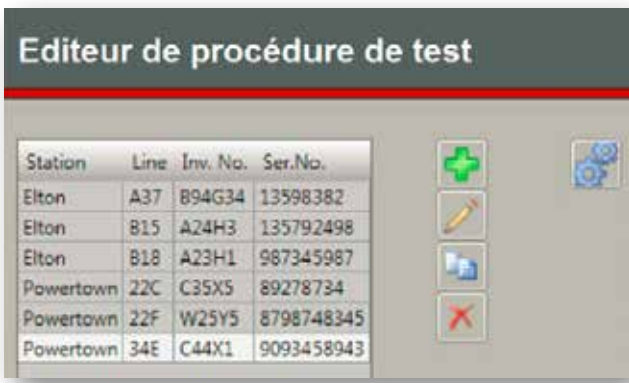 Editeur de procédure de test
Station Line Inv. No. Ser.No.
Elton A37 B94G34 13598382
Elton B15 A24H3 135792498
Elton B18 A23H1 987345987
Powertown 22C C35X5 89278734
Powertown 22F W25Y5 8798748345
Powertown 34E C44X1 9093458943